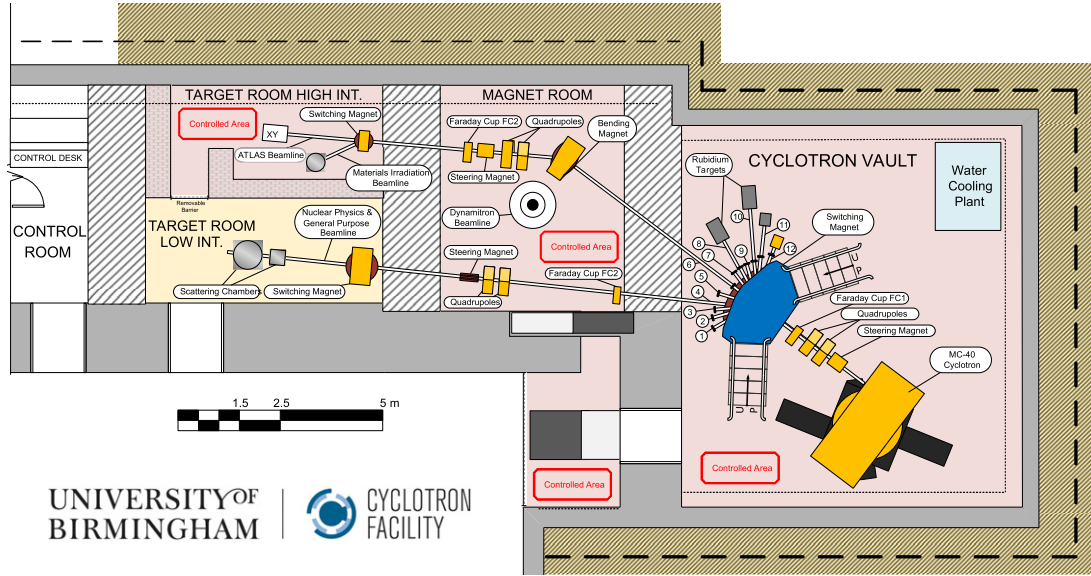 TARGET ROOM HIGH INT.
Controlled Area
Switching Magnet
XY
ATLAS Beamline
Materials Irradiation
Beamline
MAGNET ROOM
Faraday Cup FC2
Quadrupoles
Bending
Magnet
Steering Magnet
Dynamitron
Beamline
Controlled Area
Steering Magnet
Quadrupoles
Faraday Cup FC2
CONTROL DESK
CONTROL
ROOM
Removable
Barrier
TARGET ROOM
LOW INT.
Nuclear Physics &
General Purpose
Beamline
Scattering Chambers
Switching Magnet
CYCLOTRON VAULT
Rubidium
Targets
Water
Cooling
Plant
Switching
Magnet
12
11
10
9
8
7
6
5
4
3
2
1
UP
UP
Faraday Cup FC1
Quadrupoles
Steering Magnet
MC-40
Cyclotron
Controlled Area
Controlled Area
1.5 2.5 5 m
UNIVERSITY OF
BIRMINGHAM
CYCLOTRON
FACILITY